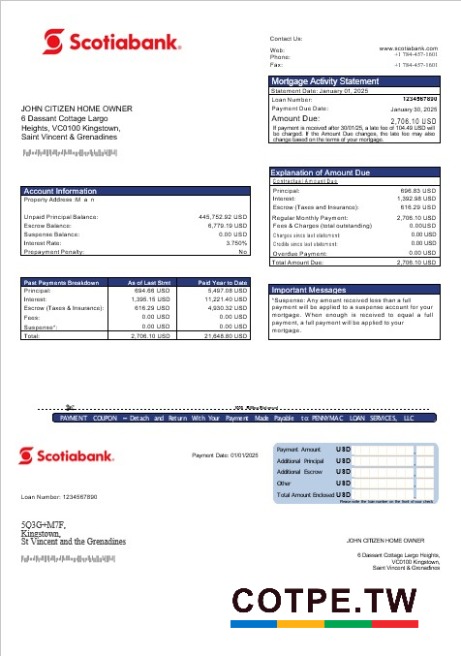 Scotiabank®
Contact Us:
Web: www.scotiabank.com
Phone: +1 784-457-1601
Fax: +1 784-457-1601
Mortgage Activity Statement
Statement Date: January 01, 2025
Loan Number: 1234567890
Payment Due Date: January 30, 2025
Amount Due: 2,706.10 USD
If payment is received after 30/01/25, a late fee of 104.49 USD will
be charged. If the Amount Due changes, the late fee may also
change based on the terms of your mortgage.
JOHN CITIZEN HOME OWNER
6 Dassant Cottage Largo
Heights, VC0100 Kingstown,
Saint Vincent & Grenadines
Explanation of Amount Due
Contractual Amount Due
Principal: 696.83 USD
Interest: 1,392.98 USD
Escrow (Taxes and Insurance): 616.29 USD
Regular Monthly Payment: 2,706.10 USD
Fees & Charges (total outstanding) 0.00USD
Charges since last statement: 0.00 USD
Credits since last statement: 0.00 USD
Overdue Payment: 0.00 USD
Total Amount Due: 2,706.10 USD
Account Information
Property Address: M a n
Unpaid Principal Balance: 445,752.92 USD
Escrow Balance: 6,779.19 USD
Suspense Balance: 0.00 USD
Interest Rate: 3.750%
Prepayment Penalty: No
Past Payments Breakdown As of Last Stmt Paid Year to Date
Principal: 694.66 USD 5,497.08 USD
Interest: 1,395.15 USD 11,221.40 USD
Escrow (Taxes & Insurance): 616.29 USD 4,930.32 USD
Fees: 0.00 USD 0.00 USD
Suspense*: 0.00 USD 0.00 USD
Total: 2,706.10 USD 21,648.80 USD
Important Messages
*Suspense: Any amount received less than a full
payment will be applied to a suspense account for your
mortgage. When enough is received to equal a full
payment, a full payment will be applied to your
mortgage.
PAYMENT COUPON – Detach and Return With Your Payment Made Payable to: PENNYMAC LOAN SERVICES, LLC
Scotiabank®
Payment Date: 01/01/2025
Payment Amount USD
Additional Principal USD
Additional Escrow USD
Other USD
Total Amount Enclosed USD
Please write the loan number on the front of your check
Loan Number: 1234567890
5Q3G+M7F,
Kingstown,
St Vincent and the Grenadines
JOHN CITIZEN HOME OWNER
6 Dassant Cottage Largo Heights,
VC0100 Kingstown,
Saint Vincent & Grenadines
COTPE.TW